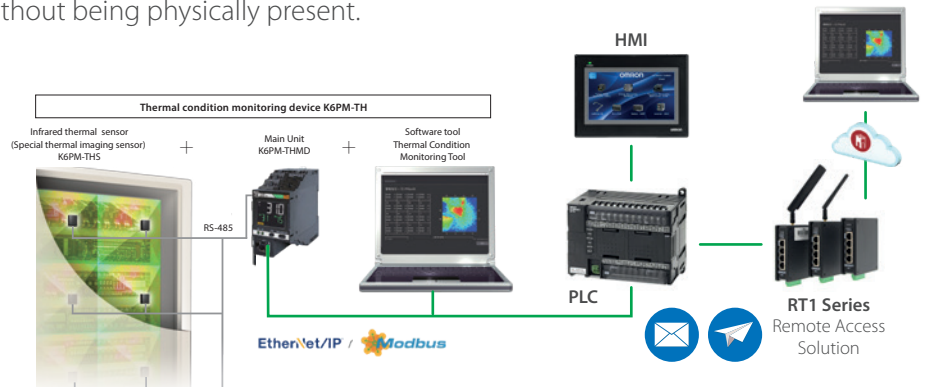 thout being physically present.
HMI
OMRON
Thermal condition monitoring device K6PM-TH
Infrared thermal sensor
(Special thermal imaging sensor)
K6PM-THS
+
Main Unit
K6PM-THMD
+
Software tool
Thermal Condition
Monitoring Tool
RS-485
PLC
EtherNet/IP / Modbus
RT1 Series
Remote Access
Solution